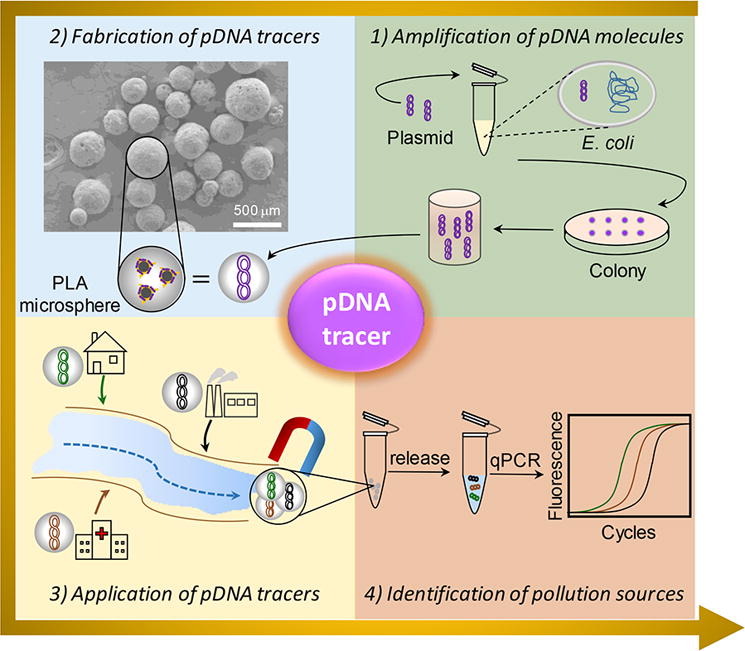 2) Fabrication of pDNA tracers
1) Amplification of pDNA molecules
Plasmid
E. coli
500 μm
Colony
PLA
microsphere
=
pDNA
tracer
release
qPCR
Fluorescence
Cycles
3) Application of pDNA tracers
4) Identification of pollution sources